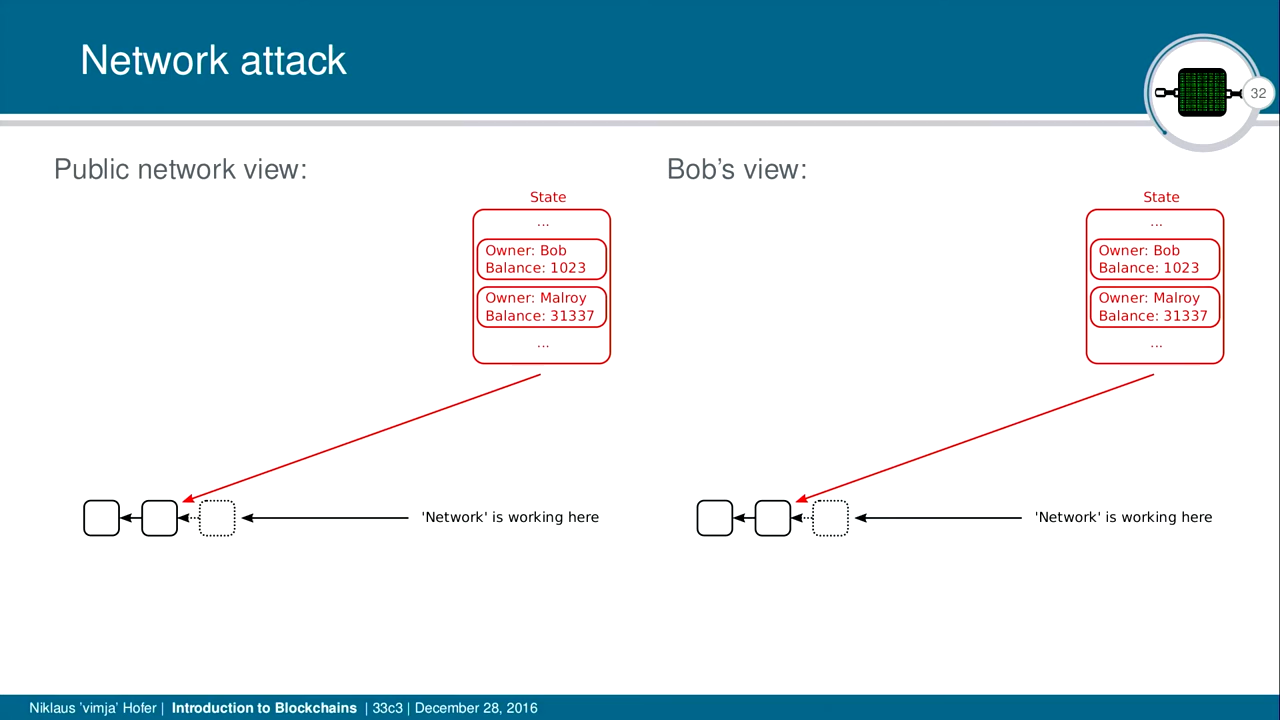 Network attack
32
Public network view:
State
...
Owner: Bob
Balance: 1023
Owner: Malroy
Balance: 31337
...
'Network' is working here
Bob's view:
State
...
Owner: Bob
Balance: 1023
Owner: Malroy
Balance: 31337
...
'Network' is working here
Niklaus 'vimja' Hofer | Introduction to Blockchains | 33c3 | December 28, 2016